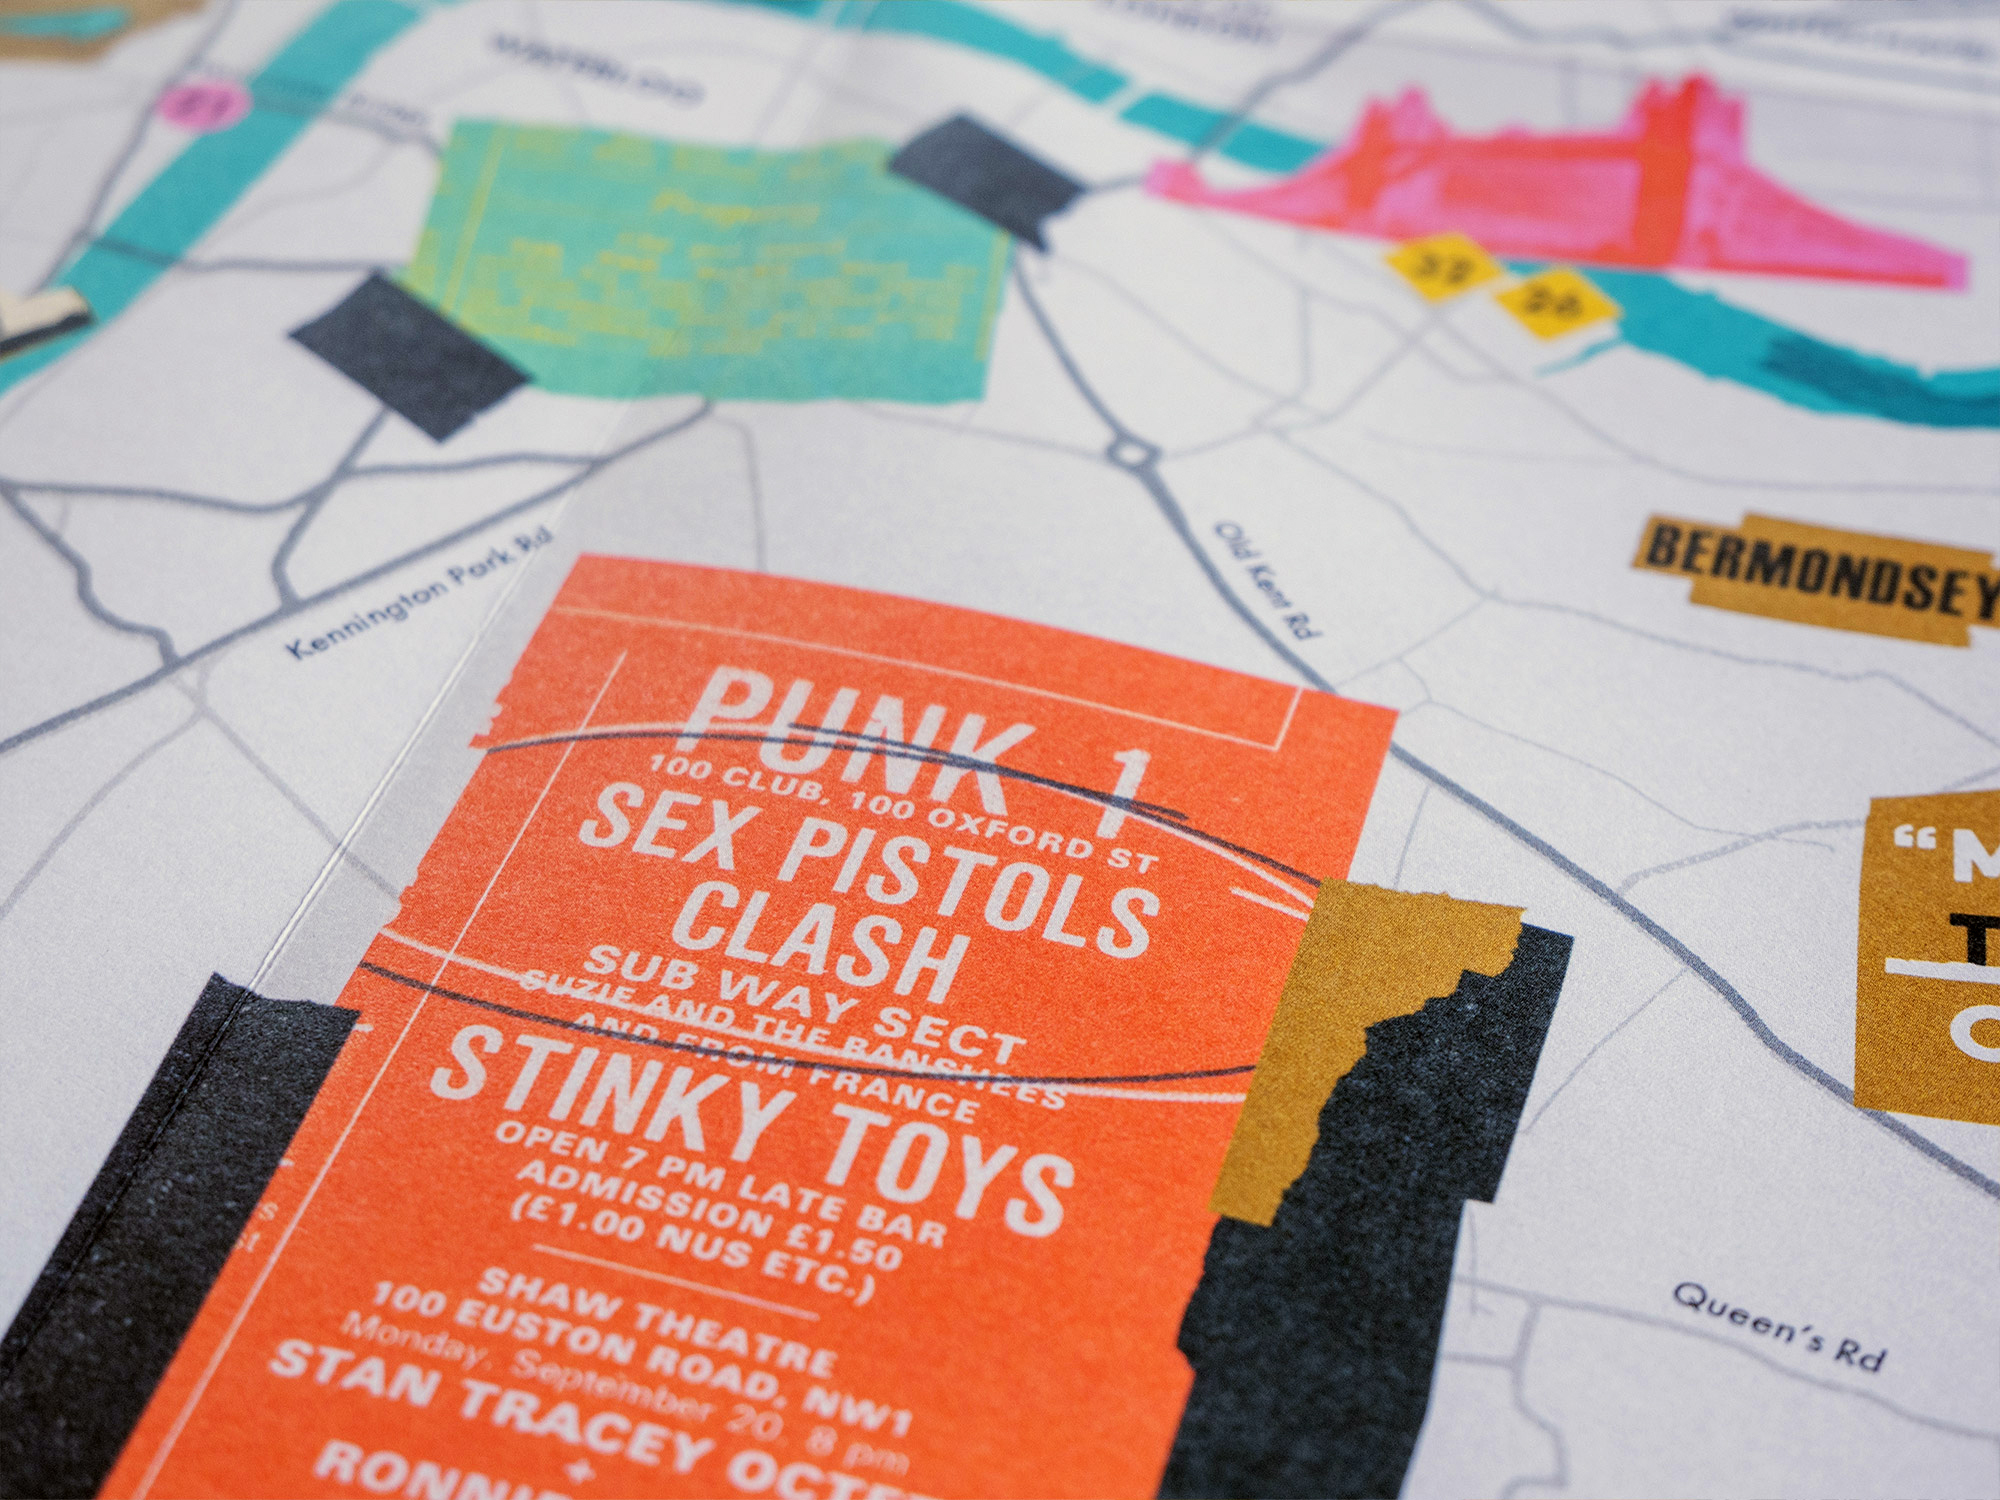 WATERLOO
Kennington Park Rd
Old Kent Rd
BERMONDSEY
PUNK 1
100 CLUB, 100 OXFORD ST
SEX PISTOLS
CLASH
SUB WAY SECT
SUZIE AND THE BANSHEES
AND FROM FRANCE
STINKY TOYS
OPEN 7 PM LATE BAR
ADMISSION £1.50
(£1.00 NUS ETC.)
SHAW THEATRE
100 EUSTON ROAD, NW1
Monday, September 20, 8 pm
STAN TRACEY OCTET
+
RONNIE
“M
T
Queen's Rd